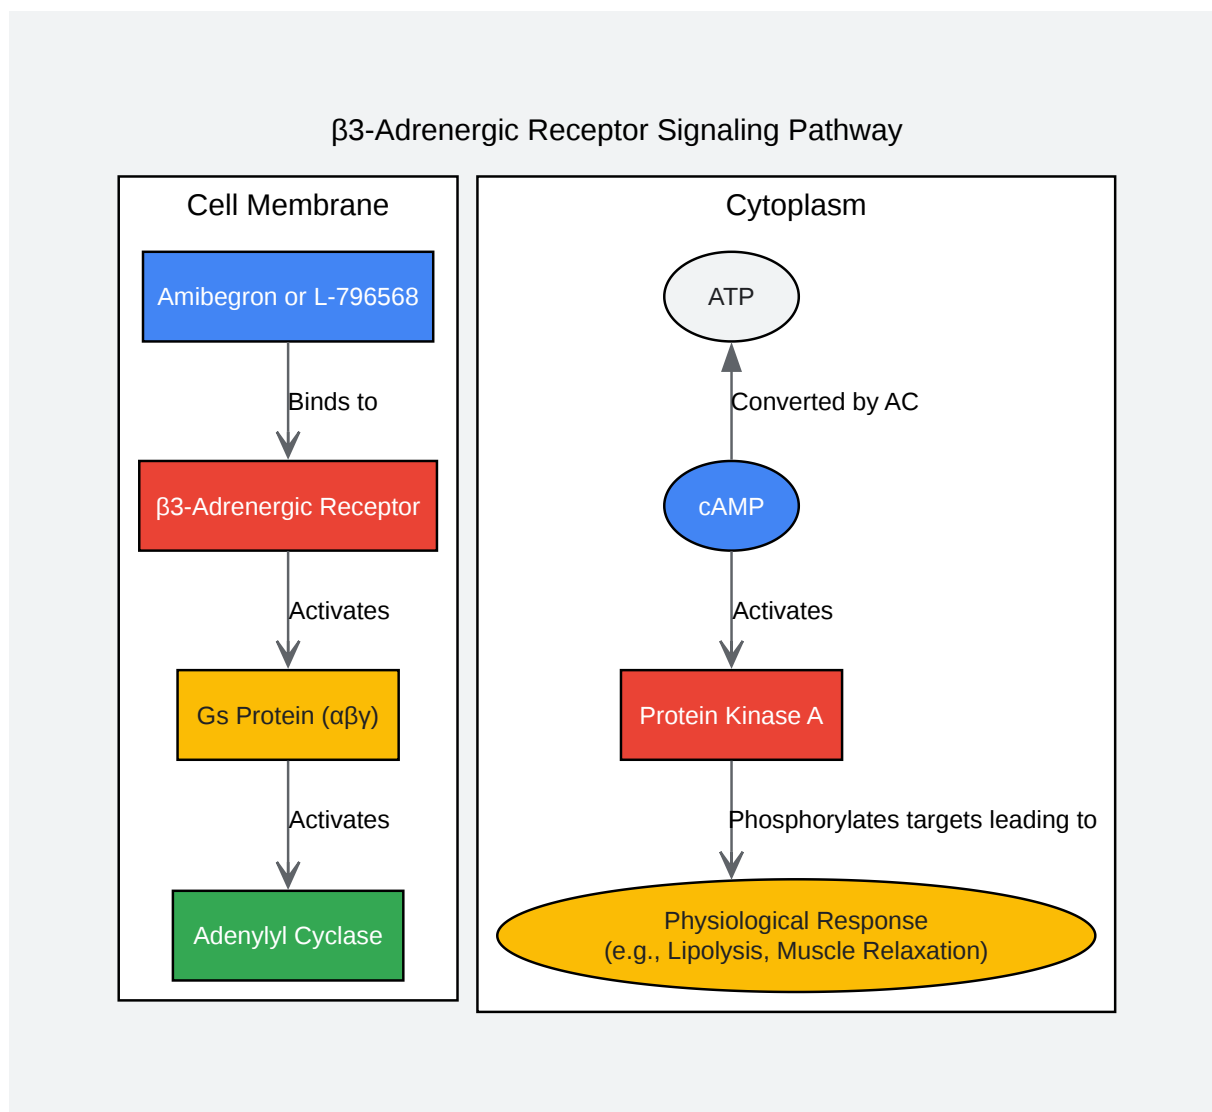 β3-Adrenergic Receptor Signaling Pathway
Cell Membrane
Amibegron or L-796568
Binds to
β3-Adrenergic Receptor
Activates
Gs Protein (αβγ)
Activates
Adenylyl Cyclase
Cytoplasm
ATP
Converted by AC
cAMP
Activates
Protein Kinase A
Phosphorylates targets leading to
Physiological Response
(e.g., Lipolysis, Muscle Relaxation)